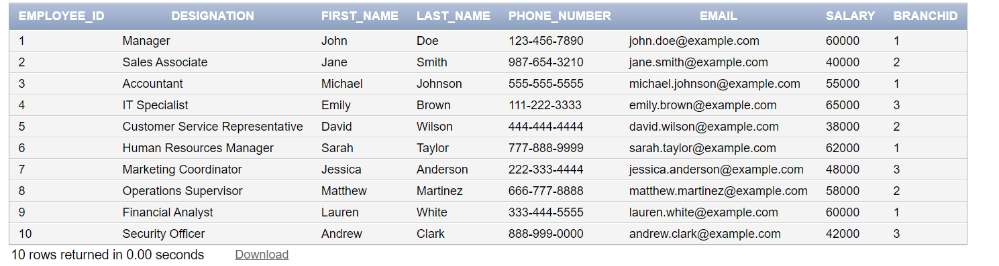 EMPLOYEE_ID DESIGNATION FIRST_NAME LAST_NAME PHONE_NUMBER EMAIL SALARY BRANCHID
1 Manager John Doe 123-456-7890 john.doe@example.com 60000 1
2 Sales Associate Jane Smith 987-654-3210 jane.smith@example.com 40000 2
3 Accountant Michael Johnson 555-555-5555 michael.johnson@example.com 55000 1
4 IT Specialist Emily Brown 111-222-3333 emily.brown@example.com 65000 3
5 Customer Service Representative David Wilson 444-444-4444 david.wilson@example.com 38000 2
6 Human Resources Manager Sarah Taylor 777-888-9999 sarah.taylor@example.com 62000 1
7 Marketing Coordinator Jessica Anderson 222-333-4444 jessica.anderson@example.com 48000 3
8 Operations Supervisor Matthew Martinez 666-777-8888 matthew.martinez@example.com 58000 2
9 Financial Analyst Lauren White 333-444-5555 lauren.white@example.com 60000 1
10 Security Officer Andrew Clark 888-999-0000 andrew.clark@example.com 42000 3
10 rows returned in 0.00 seconds Download